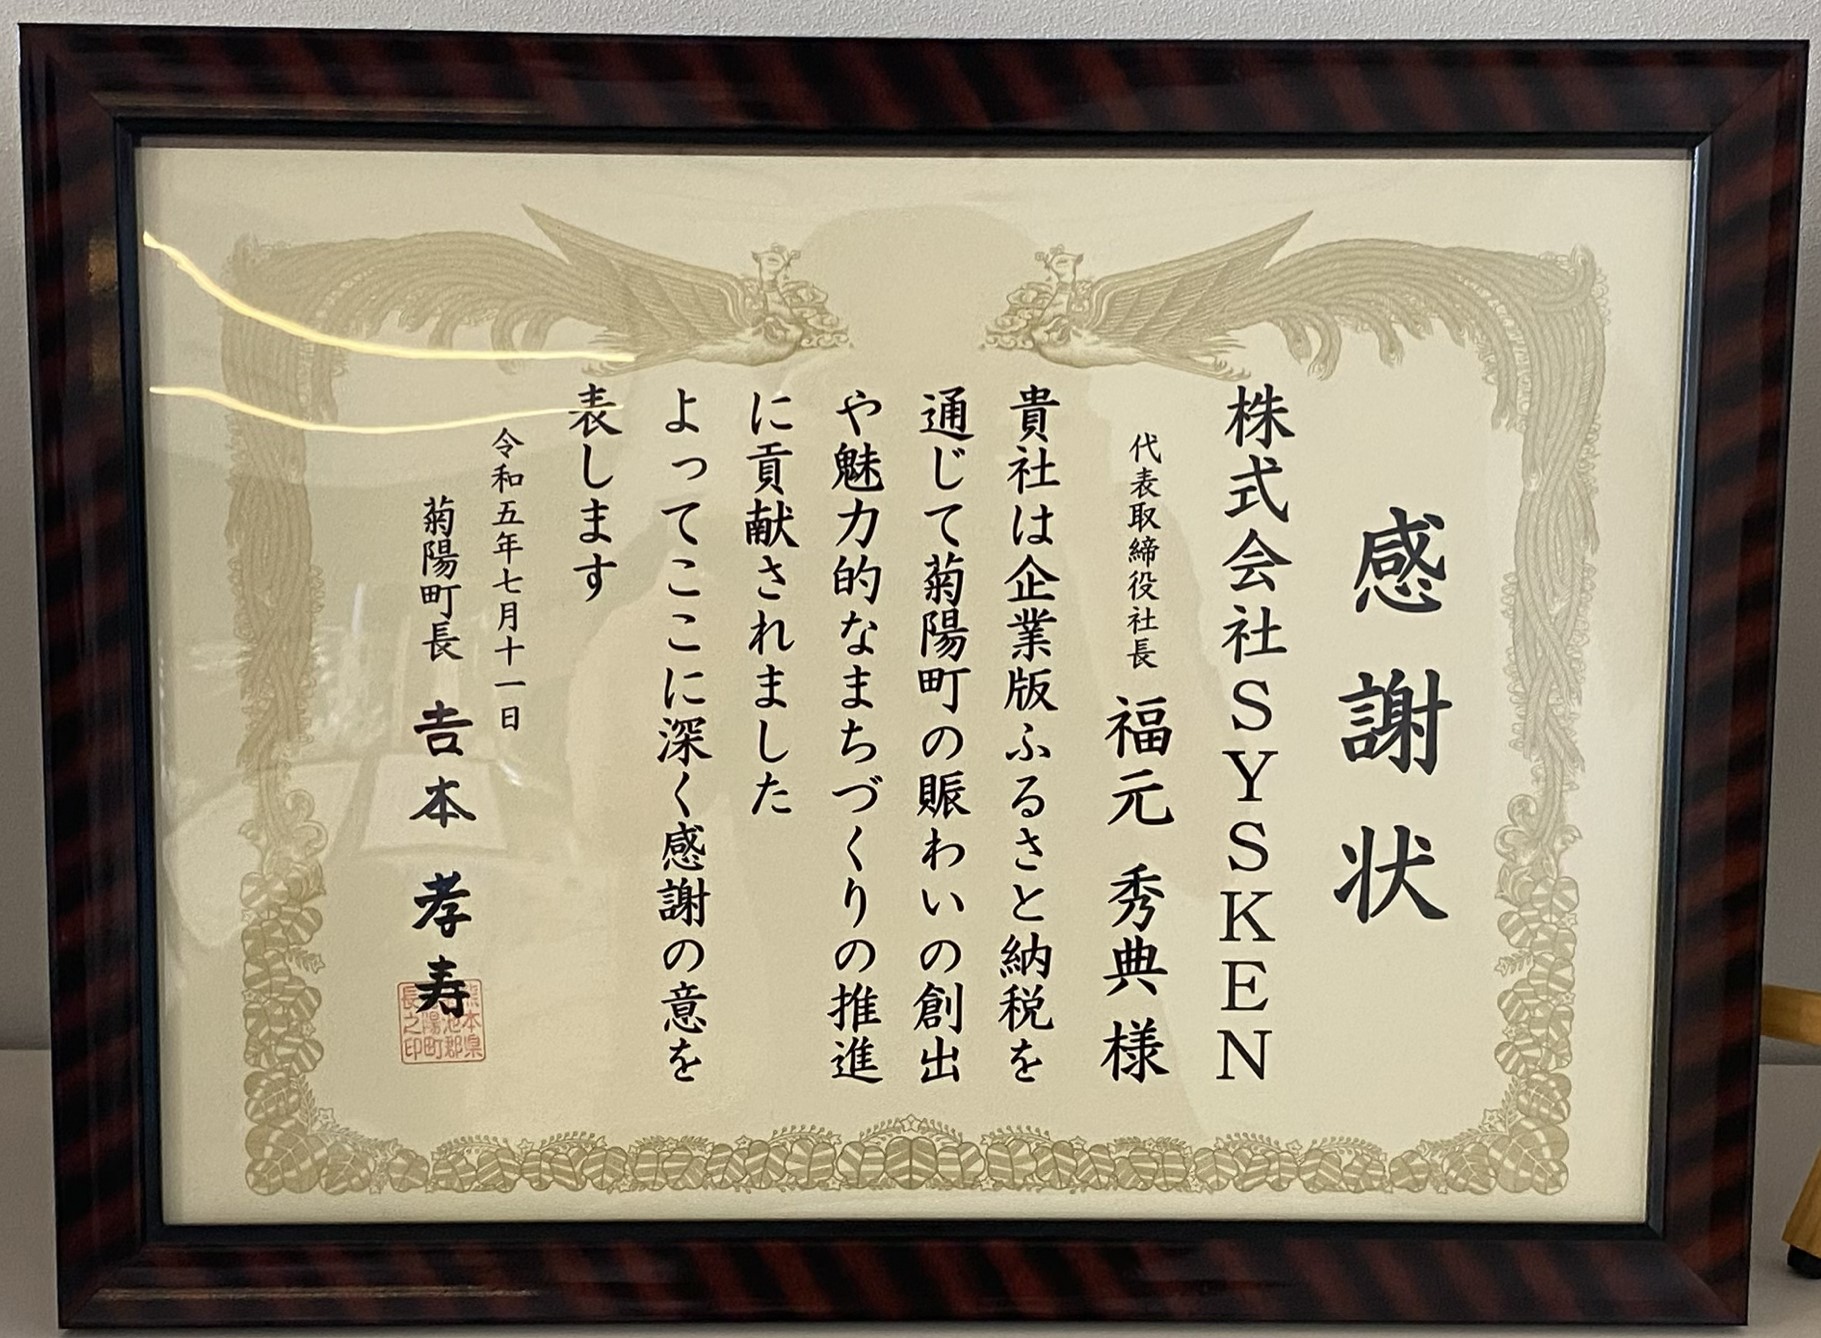 感謝状
株式会社SYSKEN
代表取締役社長 福元 秀典 様
貴社は企業版ふるさと納税を
通じて菊陽町の賑わいの創出
や魅力的なまちづくりの推進
に貢献されました
よってここに深く感謝の意を
表します
令和五年七月十一日
菊陽町長 𠮷本 孝寿
熊本県
菊池郡
菊陽町
長之印